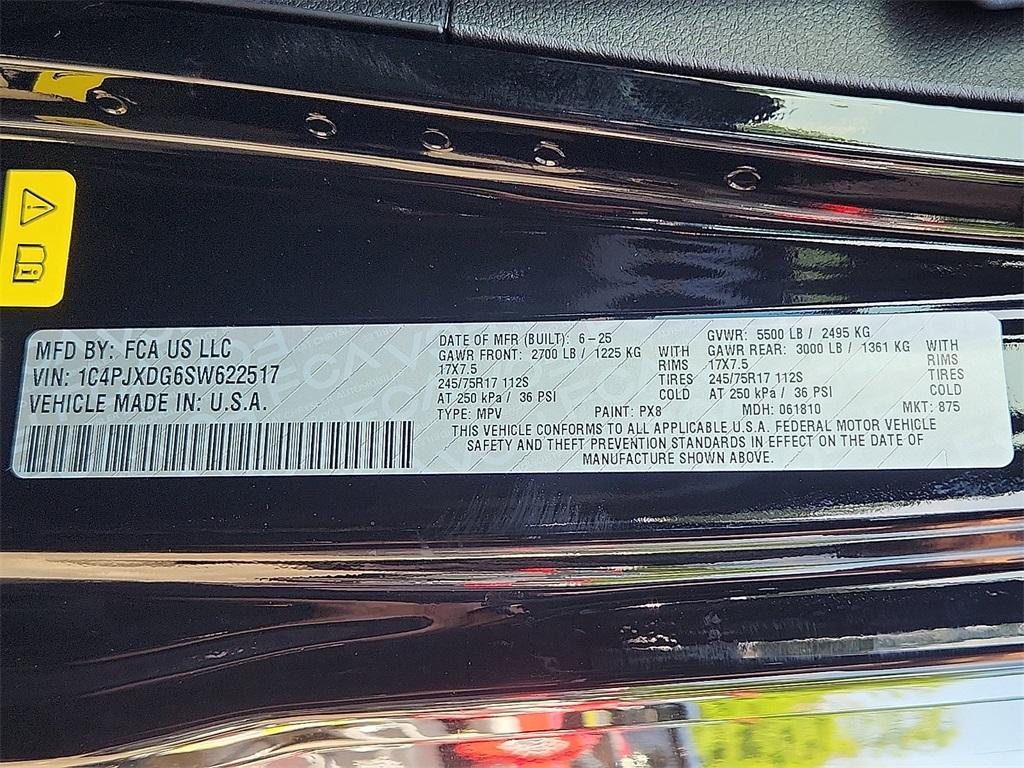 MFD BY: FCA US LLC
VIN: 1C4PJXDG6SW622517
VEHICLE MADE IN: U.S.A.
DATE OF MFR (BUILT): 6-25 GVWR: 5500 LB / 2495 KG
GAWR FRONT: 2700 LB / 1225 KG WITH GAWR REAR: 3000 LB / 1361 KG WITH
17X7.5 RIMS 17X7.5 RIMS
245/75R17 112S TIRES 245/75R17 112S TIRES
AT 250 kPa / 36 PSI COLD AT 250 kPa / 36 PSI COLD
TYPE: MPV PAINT: PX8 MDH: 061810 MKT: 875
THIS VEHICLE CONFORMS TO ALL APPLICABLE U.S.A. FEDERAL MOTOR VEHICLE
SAFETY AND THEFT PREVENTION STANDARDS IN EFFECT ON THE DATE OF
MANUFACTURE SHOWN ABOVE.